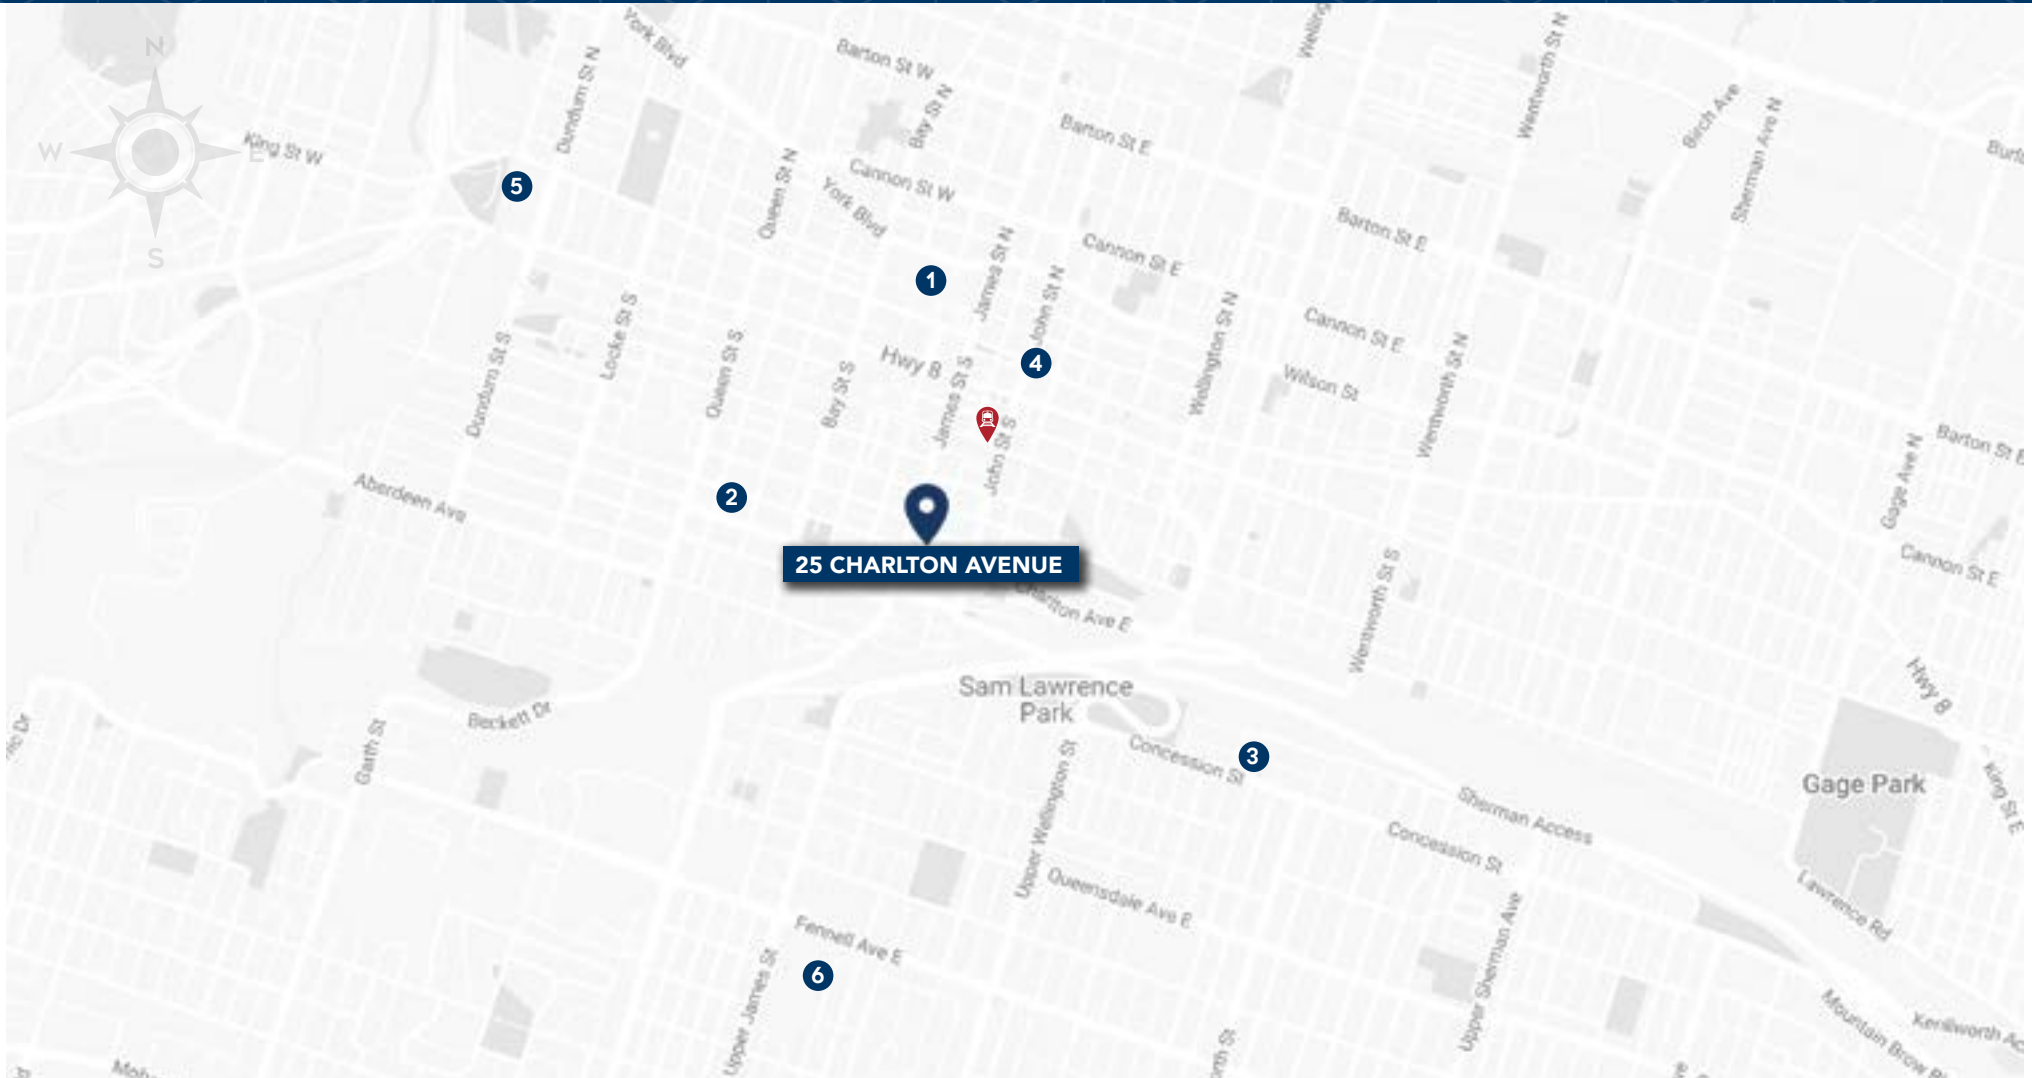 York Blvd
Barton St W
Wentworth St N
N
Dundurn St N
Bay St N
Birch Ave
Sherman Ave N
Barton St E
W
E
King St W
5
Queen St N
Cannon St W
York Blvd
S
Barton St E
Cannon St E
James St N
John St N
1
Wellington St N
Cannon St E
Locke St S
Dundurn St S
Queen St S
Bay St S
Hwy 8
James St S
4
Wilson St
Wentworth St N
John St S
Gage Ave N
Barton St E
Aberdeen Ave
2
25 CHARLTON AVENUE
Cannon St E
Charlton Ave E
Wentworth St S
Sam Lawrence
Park
Hwy 8
Beckett Dr
Garth St
Concession St
3
Upper Wellington St
Gage Park
King St E
Sherman Access
Concession St
Queensdale Ave E
Lawrence Rd
Fennell Ave E
6
Upper James St
Upper Sherman Ave
Mountain Brow
Kenilworth